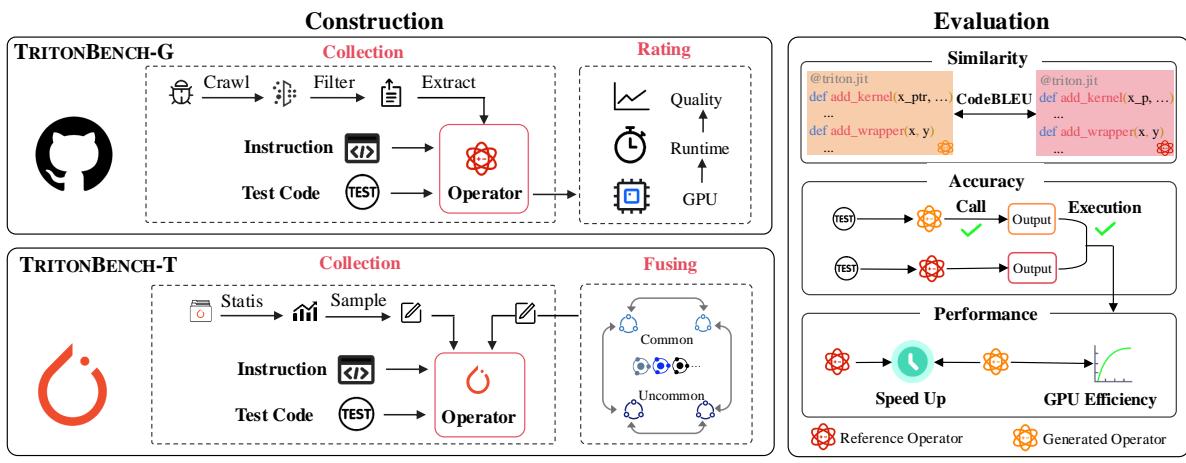 Construction
TRITONBENCH-G
Collection
Rating
Crawl
Filter
Extract
Instruction
</>
Test Code
TEST
Operator
Quality
Runtime
GPU
TRITONBENCH-T
Collection
Fusing
Statis
Sample
Instruction
</>
Test Code
TEST
Operator
Common
...
Uncommon
Evaluation
Similarity
@triton.jit
def add_kernel(x_ptr, …)
...
def add_wrapper(x, y)
...
CodeBLEU
@triton.jit
def add_kernel(x_p, …)
...
def add_wrapper(x, y)
...
Accuracy
TEST
Call
Output
Execution
TEST
Output
Performance
Speed Up
GPU Efficiency
Reference Operator
Generated Operator